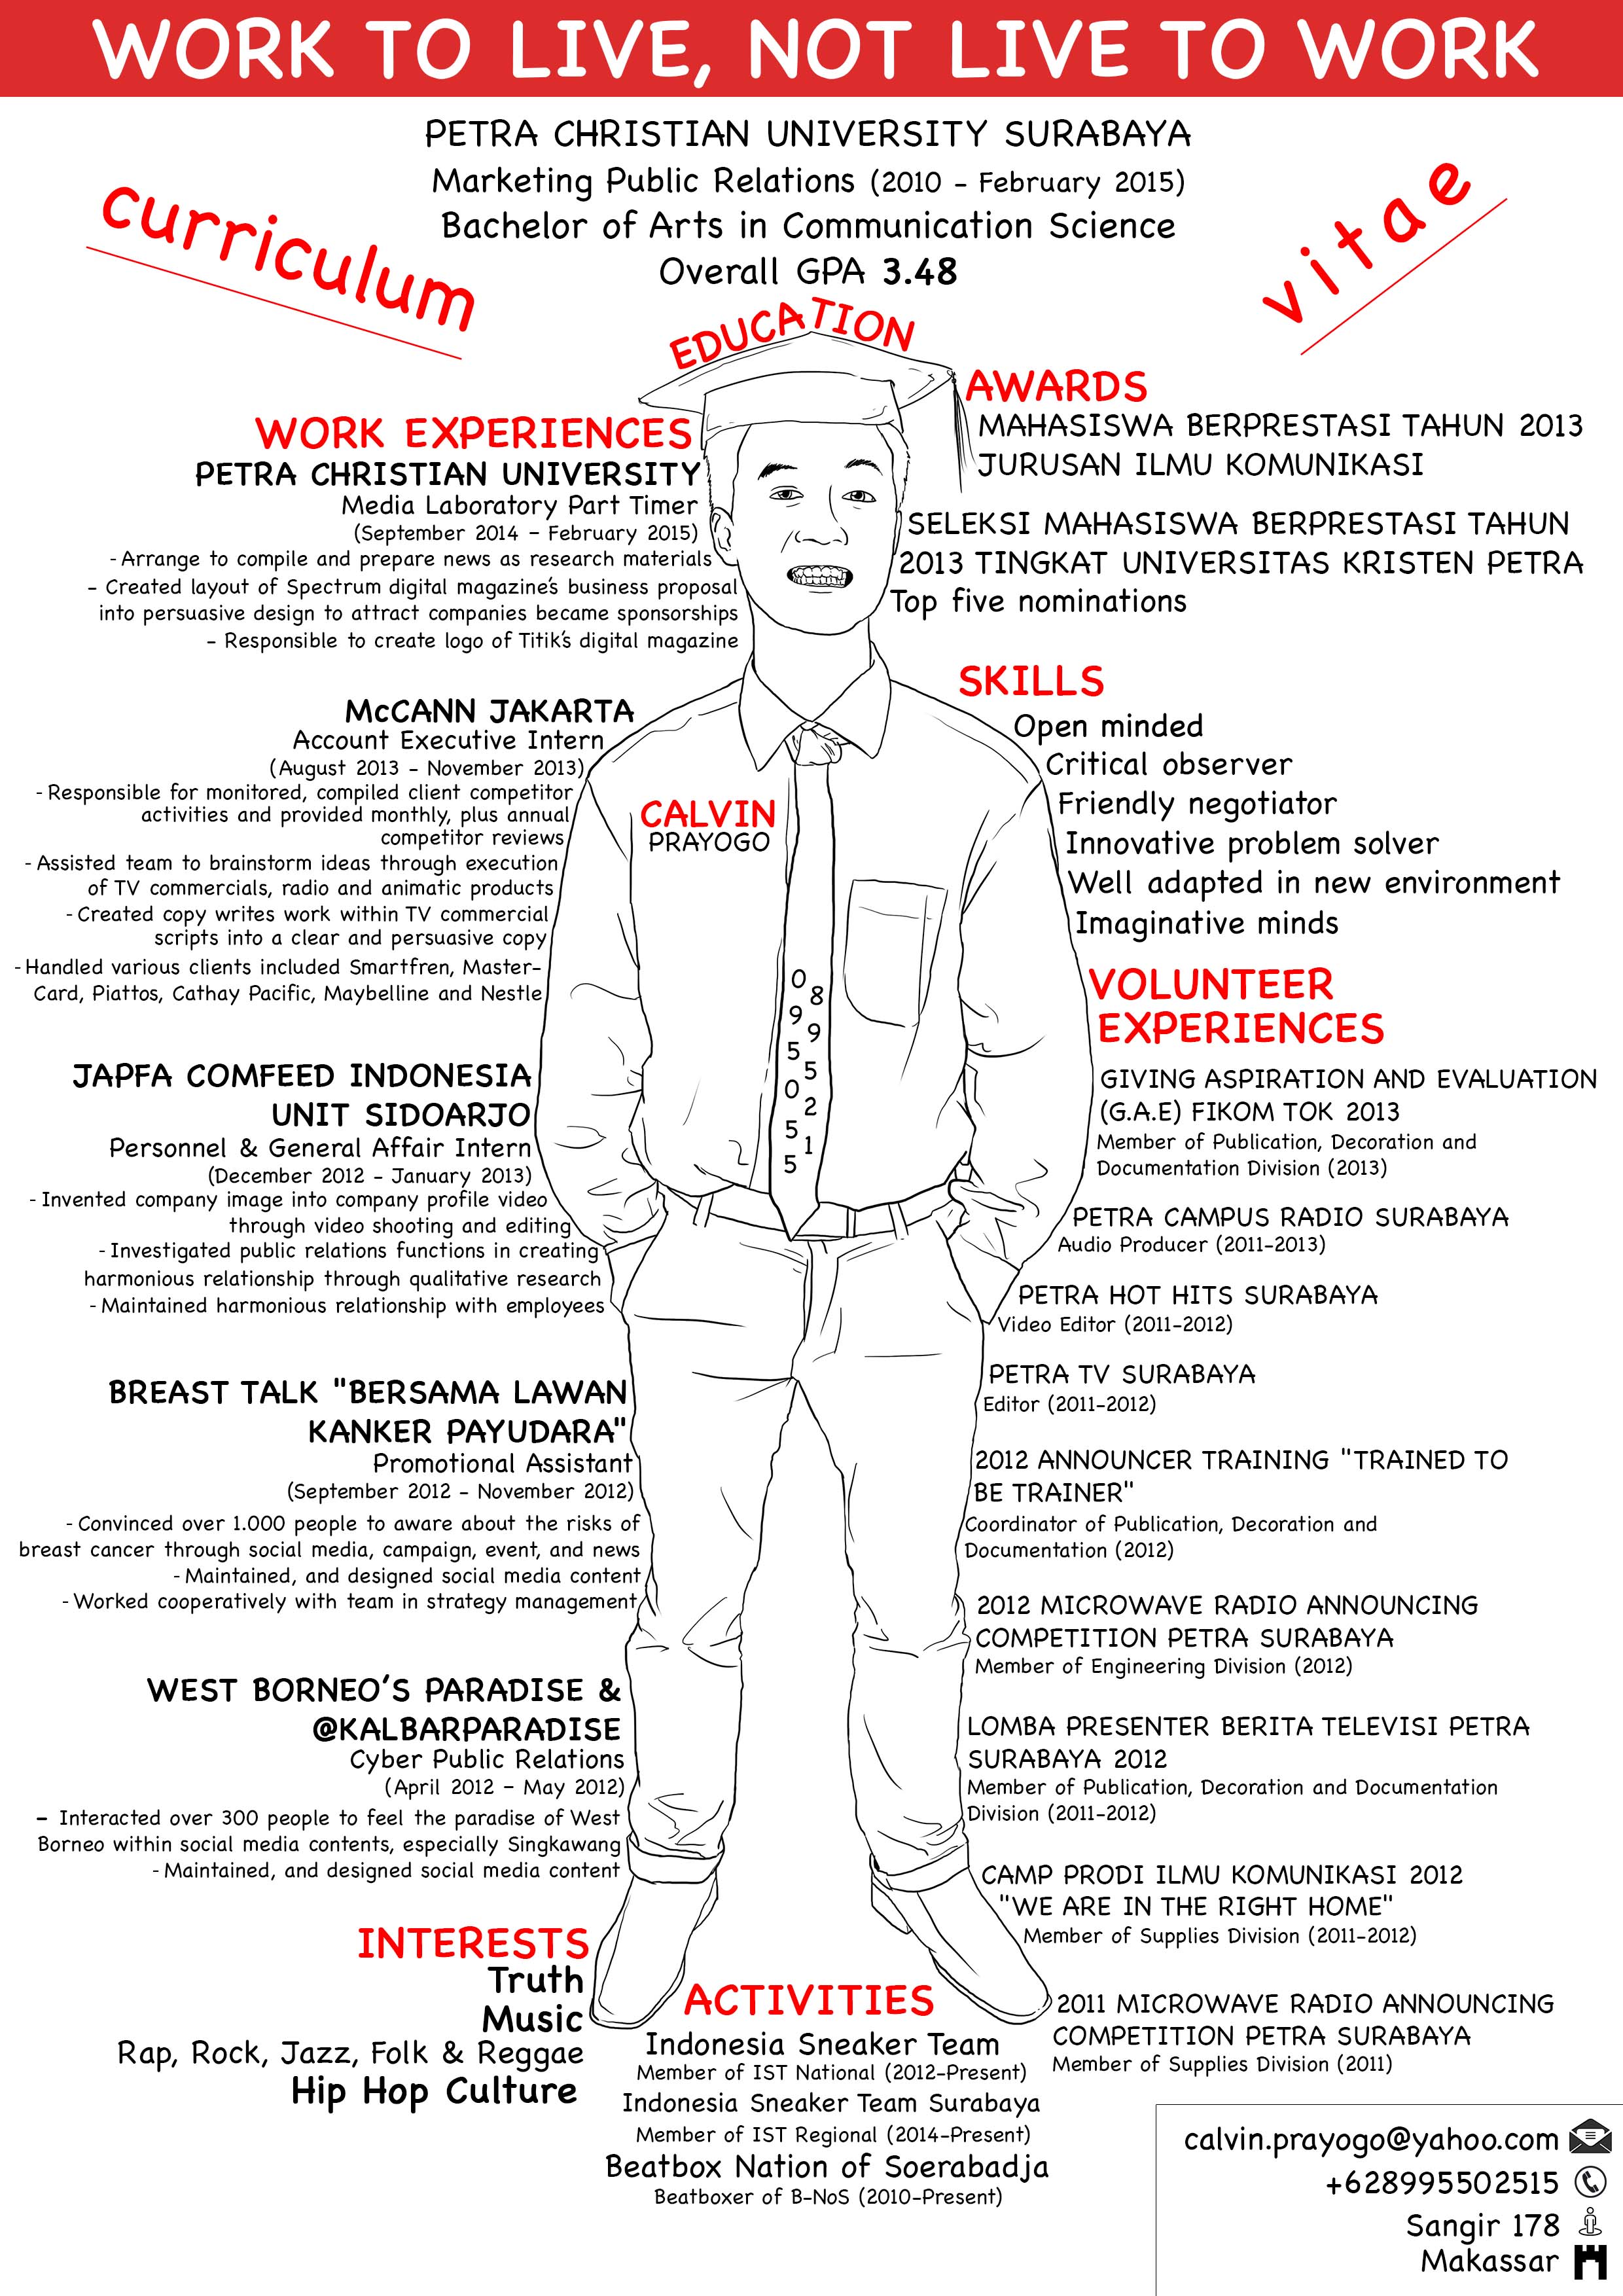 WORK TO LIVE, NOT LIVE TO WORK
curriculum
vitae
PETRA CHRISTIAN UNIVERSITY SURABAYA
Marketing Public Relations (2010 - February 2015)
Bachelor of Arts in Communication Science
Overall GPA 3.48
EDUCATION
WORK EXPERIENCES
PETRA CHRISTIAN UNIVERSITY
Media Laboratory Part Timer
(September 2014 - February 2015)
- Arrange to compile and prepare news as research materials
- Created layout of Spectrum digital magazine's business proposal
into persuasive design to attract companies became sponsorships
- Responsible to create logo of Titik's digital magazine
McCANN JAKARTA
Account Executive Intern
(August 2013 - November 2013)
- Responsible for monitored, compiled client competitor
activities and provided monthly, plus annual
competitor reviews
- Assisted team to brainstorm ideas through execution
of TV commercials, radio and animatic products
- Created copy writes work within TV commercial
scripts into a clear and persuasive copy
- Handled various clients included Smartfren, Master-
Card, Piattos, Cathay Pacific, Maybelline and Nestle
JAPFA COMFEED INDONESIA
UNIT SIDOARJO
Personnel & General Affair Intern
(December 2012 - January 2013)
- Invented company image into company profile video
through video shooting and editing
- Investigated public relations functions in creating
harmonious relationship through qualitative research
- Maintained harmonious relationship with employees
BREAST TALK "BERSAMA LAWAN
KANKER PAYUDARA"
Promotional Assistant
(September 2012 - November 2012)
- Convinced over 1.000 people to aware about the risks of
breast cancer through social media, campaign, event, and news
- Maintained, and designed social media content
- Worked cooperatively with team in strategy management
WEST BORNEO'S PARADISE &
@KALBARPARADISE
Cyber Public Relations
(April 2012 - May 2012)
- Interacted over 300 people to feel the paradise of West
Borneo within social media contents, especially Singkawang
- Maintained, and designed social media content
INTERESTS
Truth
Music
Rap, Rock, Jazz, Folk & Reggae
Hip Hop Culture
CALVIN
PRAYOGO
0
8
9
9
5
5
0
2
5
1
5
AWARDS
MAHASISWA BERPRESTASI TAHUN 2013
JURUSAN ILMU KOMUNIKASI
SELEKSI MAHASISWA BERPRESTASI TAHUN
2013 TINGKAT UNIVERSITAS KRISTEN PETRA
Top five nominations
SKILLS
Open minded
Critical observer
Friendly negotiator
Innovative problem solver
Well adapted in new environment
Imaginative minds
VOLUNTEER
EXPERIENCES
GIVING ASPIRATION AND EVALUATION
(G.A.E) FIKOM TOK 2013
Member of Publication, Decoration and
Documentation Division (2013)
PETRA CAMPUS RADIO SURABAYA
Audio Producer (2011-2013)
PETRA HOT HITS SURABAYA
Video Editor (2011-2012)
PETRA TV SURABAYA
Editor (2011-2012)
2012 ANNOUNCER TRAINING "TRAINED TO
BE TRAINER"
Coordinator of Publication, Decoration and
Documentation (2012)
2012 MICROWAVE RADIO ANNOUNCING
COMPETITION PETRA SURABAYA
Member of Engineering Division (2012)
LOMBA PRESENTER BERITA TELEVISI PETRA
SURABAYA 2012
Member of Publication, Decoration and Documentation
Division (2011-2012)
CAMP PRODI ILMU KOMUNIKASI 2012
"WE ARE IN THE RIGHT HOME"
Member of Supplies Division (2011-2012)
2011 MICROWAVE RADIO ANNOUNCING
COMPETITION PETRA SURABAYA
Member of Supplies Division (2011)
ACTIVITIES
Indonesia Sneaker Team
Member of IST National (2012-Present)
Indonesia Sneaker Team Surabaya
Member of IST Regional (2014-Present)
Beatbox Nation of Soerabadja
Beatboxer of B-NoS (2010-Present)
calvin.prayogo@yahoo.com
+628995502515
Sangir 178
Makassar